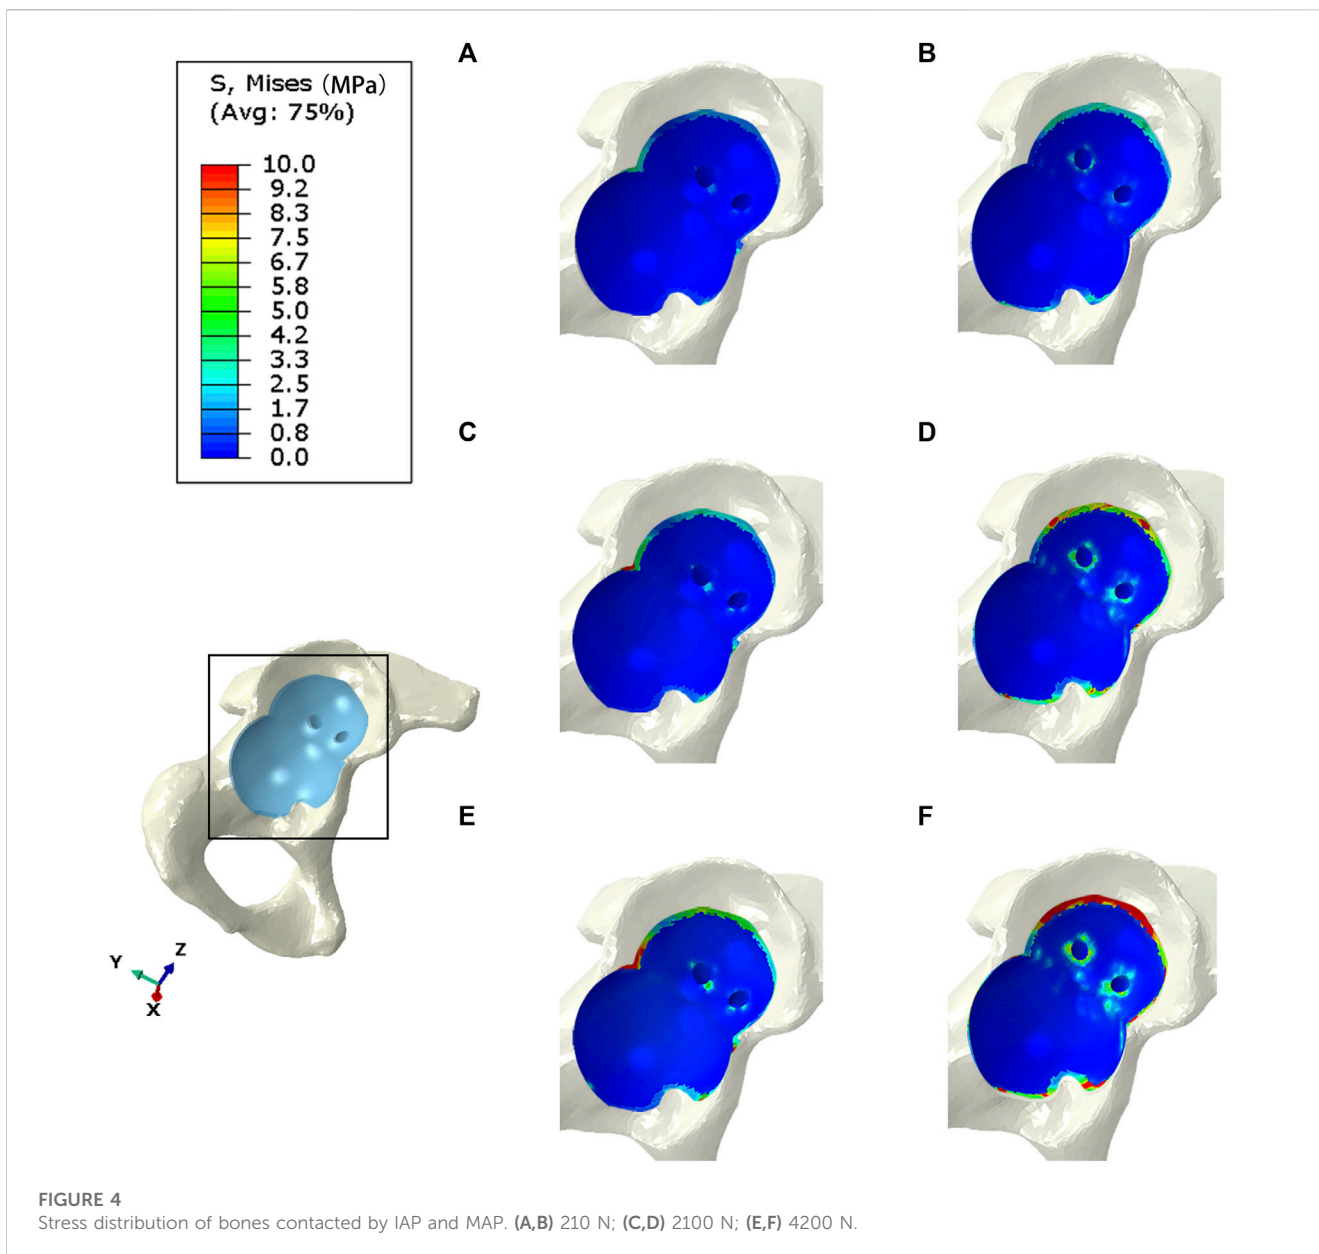 A
B
S, Mises (MPa)
(Avg: 75%)
10.0
9.2
8.3
7.5
6.7
5.8
5.0
4.2
3.3
2.5
1.7
0.8
0.0
C
D
E
F
Y
Z
X
FIGURE 4
Stress distribution of bones contacted by IAP and MAP. (A,B) 210 N; (C,D) 2100 N; (E,F) 4200 N.